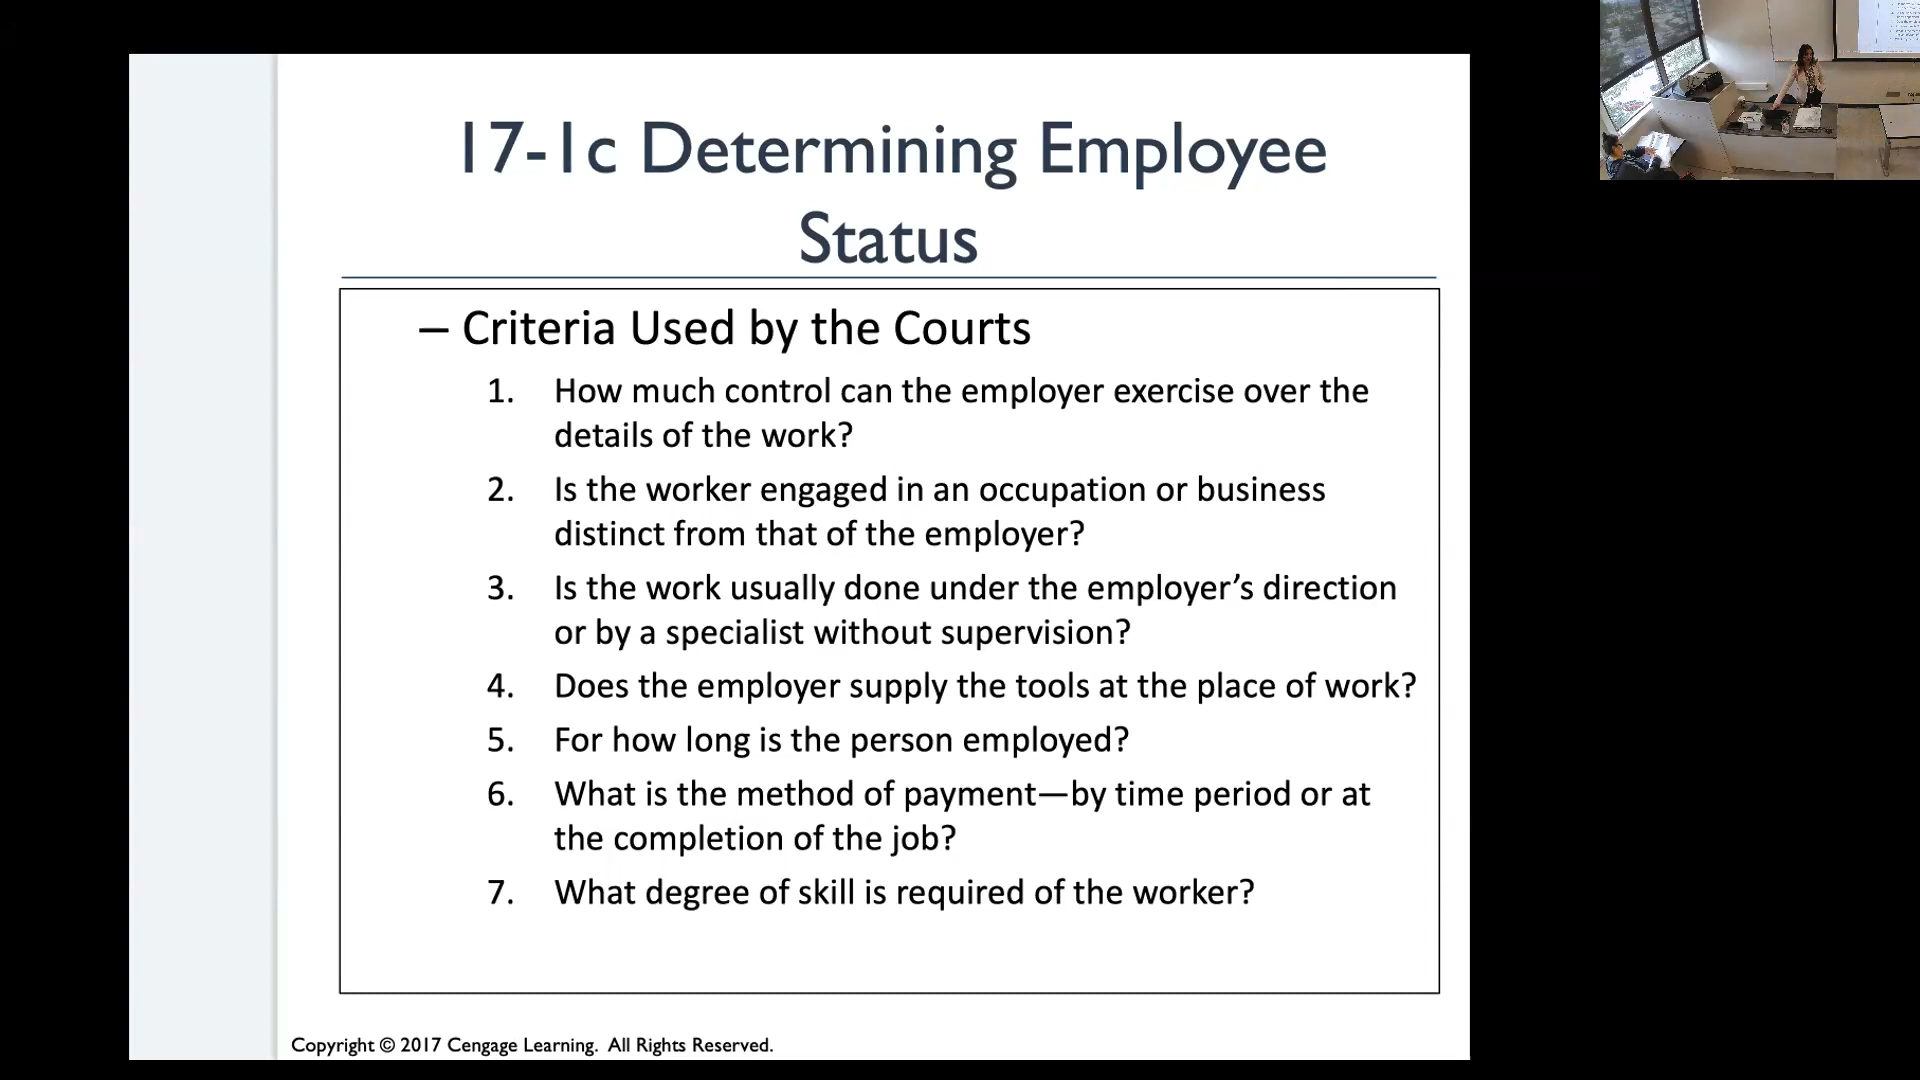 17-1c Determining Employee
Status
– Criteria Used by the Courts
1. How much control can the employer exercise over the
details of the work?
2. Is the worker engaged in an occupation or business
distinct from that of the employer?
3. Is the work usually done under the employer’s direction
or by a specialist without supervision?
4. Does the employer supply the tools at the place of work?
5. For how long is the person employed?
6. What is the method of payment—by time period or at
the completion of the job?
7. What degree of skill is required of the worker?
Copyright © 2017 Cengage Learning. All Rights Reserved.